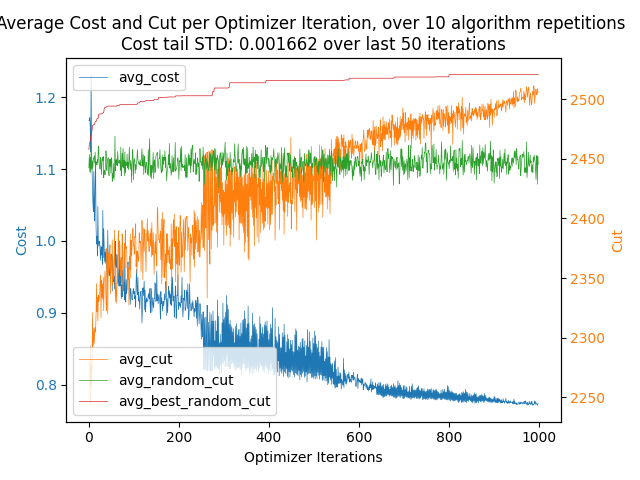 Average Cost and Cut per Optimizer Iteration, over 10 algorithm repetitions
Cost tail STD: 0.001662 over last 50 iterations
avg_cost
1.2
1.1
1.0
0.9
0.8
Cost
2500
2450
2400
2350
2300
2250
Cut
avg_cut
avg_random_cut
avg_best_random_cut
0 200 400 600 800 1000
Optimizer Iterations